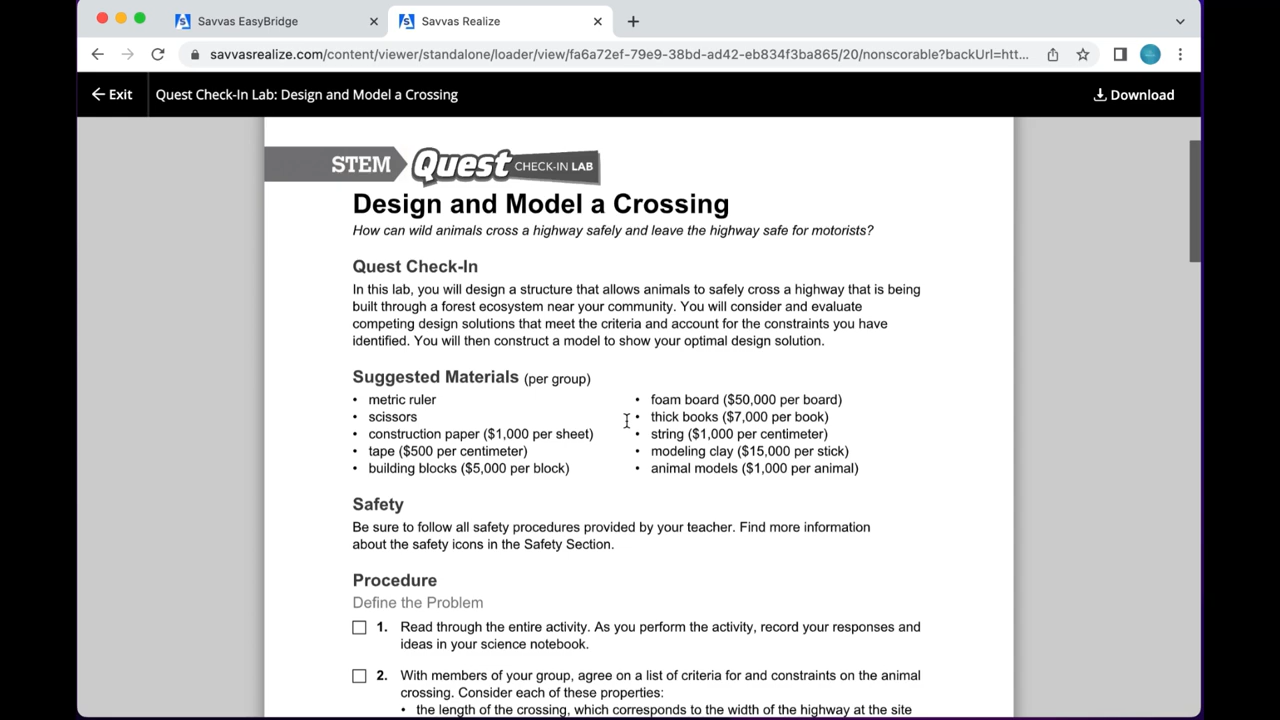 Savvas EasyBridge
Savvas Realize
savvasrealize.com/content/viewer/standalone/loader/view/fa6a72ef-79e9-38bd-ad42-eb834f3ba865/20/nonscorable?backUrl=htt...
Exit
Quest Check-In Lab: Design and Model a Crossing
Download
STEM Quest CHECK-IN LAB
Design and Model a Crossing
How can wild animals cross a highway safely and leave the highway safe for motorists?
Quest Check-In
In this lab, you will design a structure that allows animals to safely cross a highway that is being
built through a forest ecosystem near your community. You will consider and evaluate
competing design solutions that meet the criteria and account for the constraints you have
identified. You will then construct a model to show your optimal design solution.
Suggested Materials (per group)
• metric ruler
• scissors
• construction paper ($1,000 per sheet)
• tape ($500 per centimeter)
• building blocks ($5,000 per block)
• foam board ($50,000 per board)
• thick books ($7,000 per book)
• string ($1,000 per centimeter)
• modeling clay ($15,000 per stick)
• animal models ($1,000 per animal)
Safety
Be sure to follow all safety procedures provided by your teacher. Find more information
about the safety icons in the Safety Section.
Procedure
Define the Problem
1. Read through the entire activity. As you perform the activity, record your responses and
ideas in your science notebook.
2. With members of your group, agree on a list of criteria for and constraints on the animal
crossing. Consider each of these properties:
• the length of the crossing, which corresponds to the width of the highway at the site